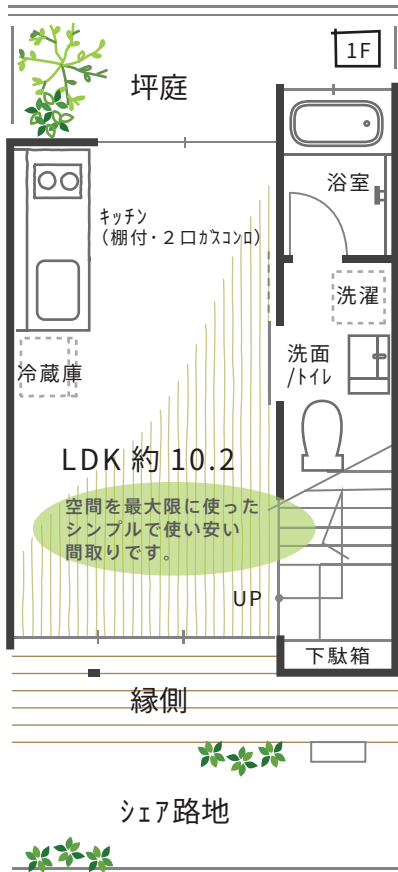 1F
坪庭
浴室
キッチン
（棚付・２口ガスコンロ）
洗濯
洗面
/トイレ
冷蔵庫
LDK 約 10.2
空間を最大限に使った
シンプルで使い安い
間取りです。
UP
下駄箱
縁側
シェア路地